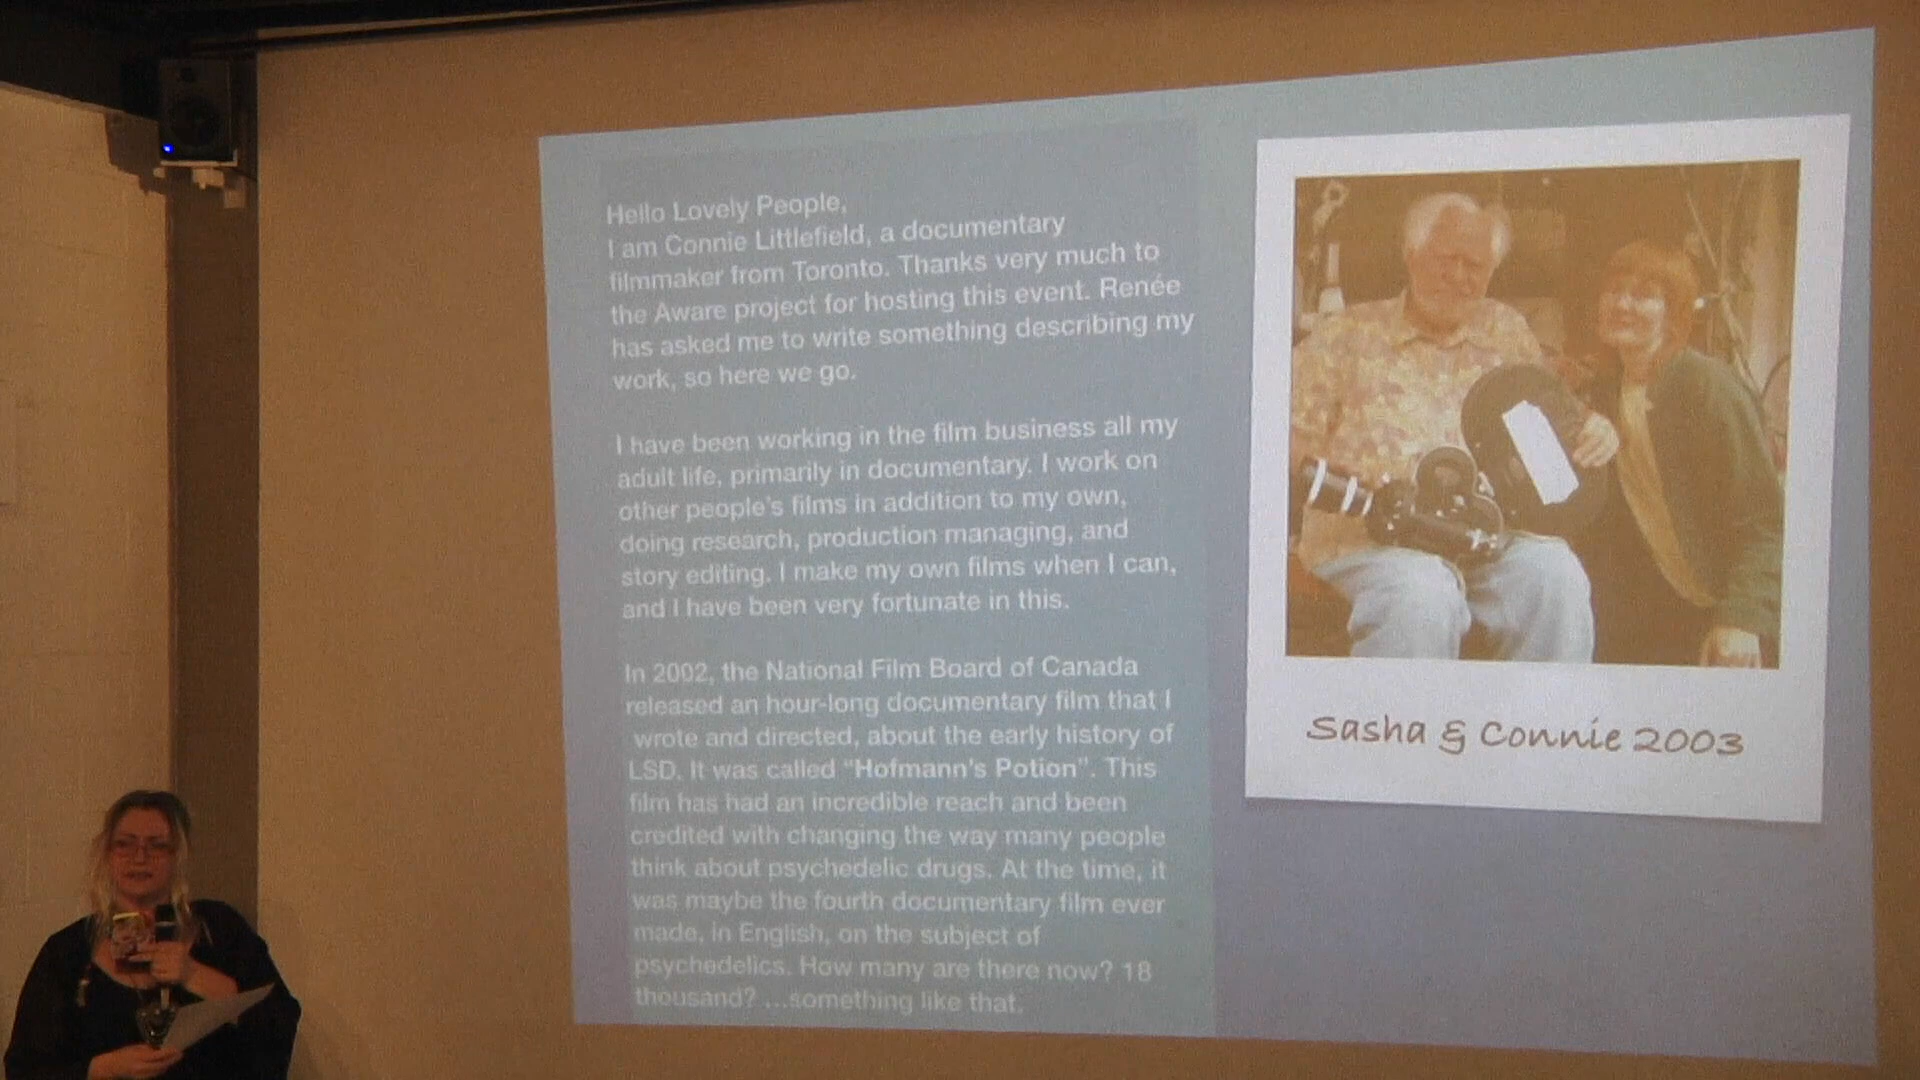 Hello Lovely People,
I am Connie Littlefield, a documentary
filmmaker from Toronto. Thanks very much to
the Aware project for hosting this event. Renée
has asked me to write something describing my
work, so here we go.
I have been working in the film business all my
adult life, primarily in documentary. I work on
other people's films in addition to my own,
doing research, production managing, and
story editing. I make my own films when I can,
and I have been very fortunate in this.
In 2002, the National Film Board of Canada
released an hour-long documentary film that I
wrote and directed, about the early history of
LSD. It was called “Hofmann's Potion”. This
film has had an incredible reach and been
credited with changing the way many people
think about psychedelic drugs. At the time, it
was maybe the fourth documentary film ever
made, in English, on the subject of
psychedelics. How many are there now? 18
thousand? ...something like that.
Sasha & Connie 2003